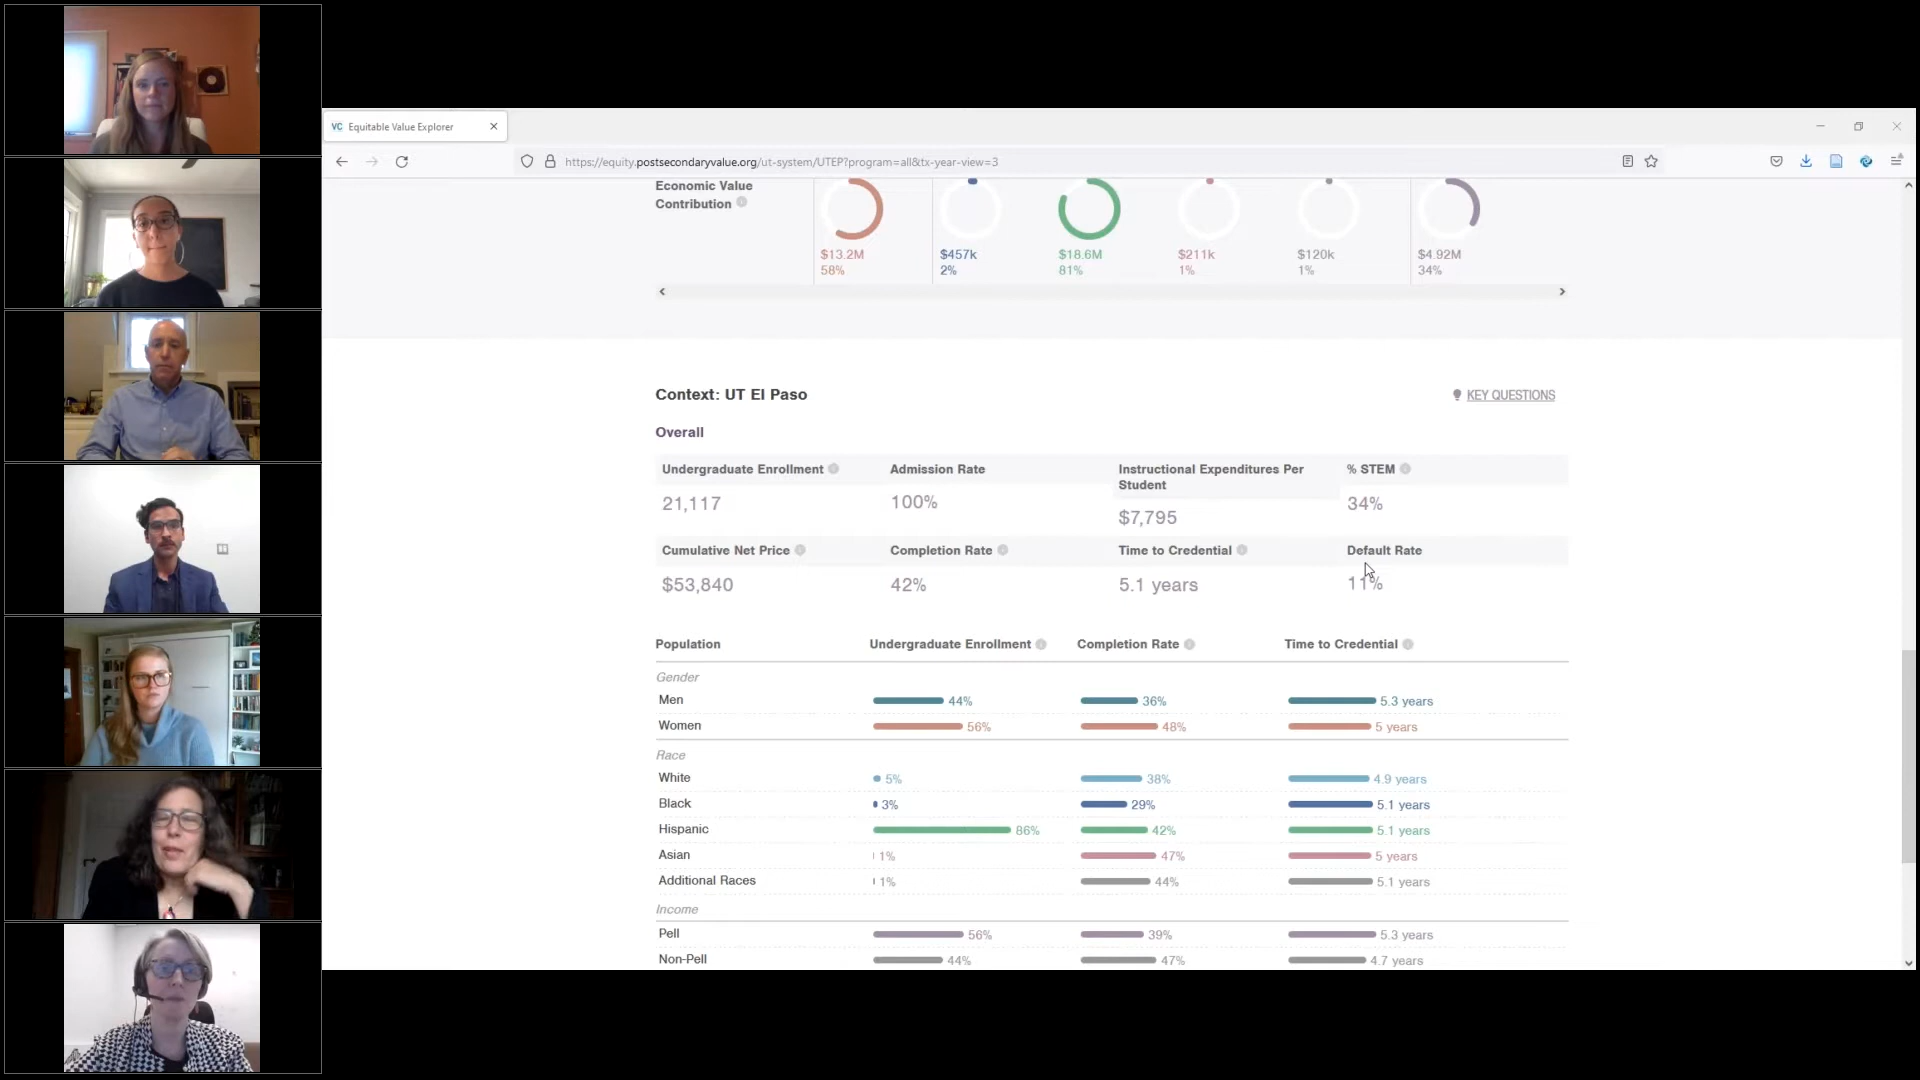 VC Equitable Value Explorer
https://equity.postsecondaryvalue.org/ut-system/UTEP?program=all&tx-year-view=3
Economic Value
Contribution
$13.2M $457k $18.6M $211k $120k $4.92M
58% 2% 81% 1% 1% 34%
Context: UT El Paso KEY QUESTIONS
Overall
Undergraduate Enrollment Admission Rate Instructional Expenditures Per % STEM
Student
21,117 100% $7,795 34%
Cumulative Net Price Completion Rate Time to Credential Default Rate
$53,840 42% 5.1 years 11%
Population Undergraduate Enrollment Completion Rate Time to Credential
Gender
Men 44% 36% 5.3 years
Women 56% 48% 5 years
Race
White 5% 38% 4.9 years
Black 3% 29% 5.1 years
Hispanic 86% 42% 5.1 years
Asian 1% 47% 5 years
Additional Races 1% 44% 5.1 years
Income
Pell 56% 39% 5.3 years
Non-Pell 44% 47% 4.7 years